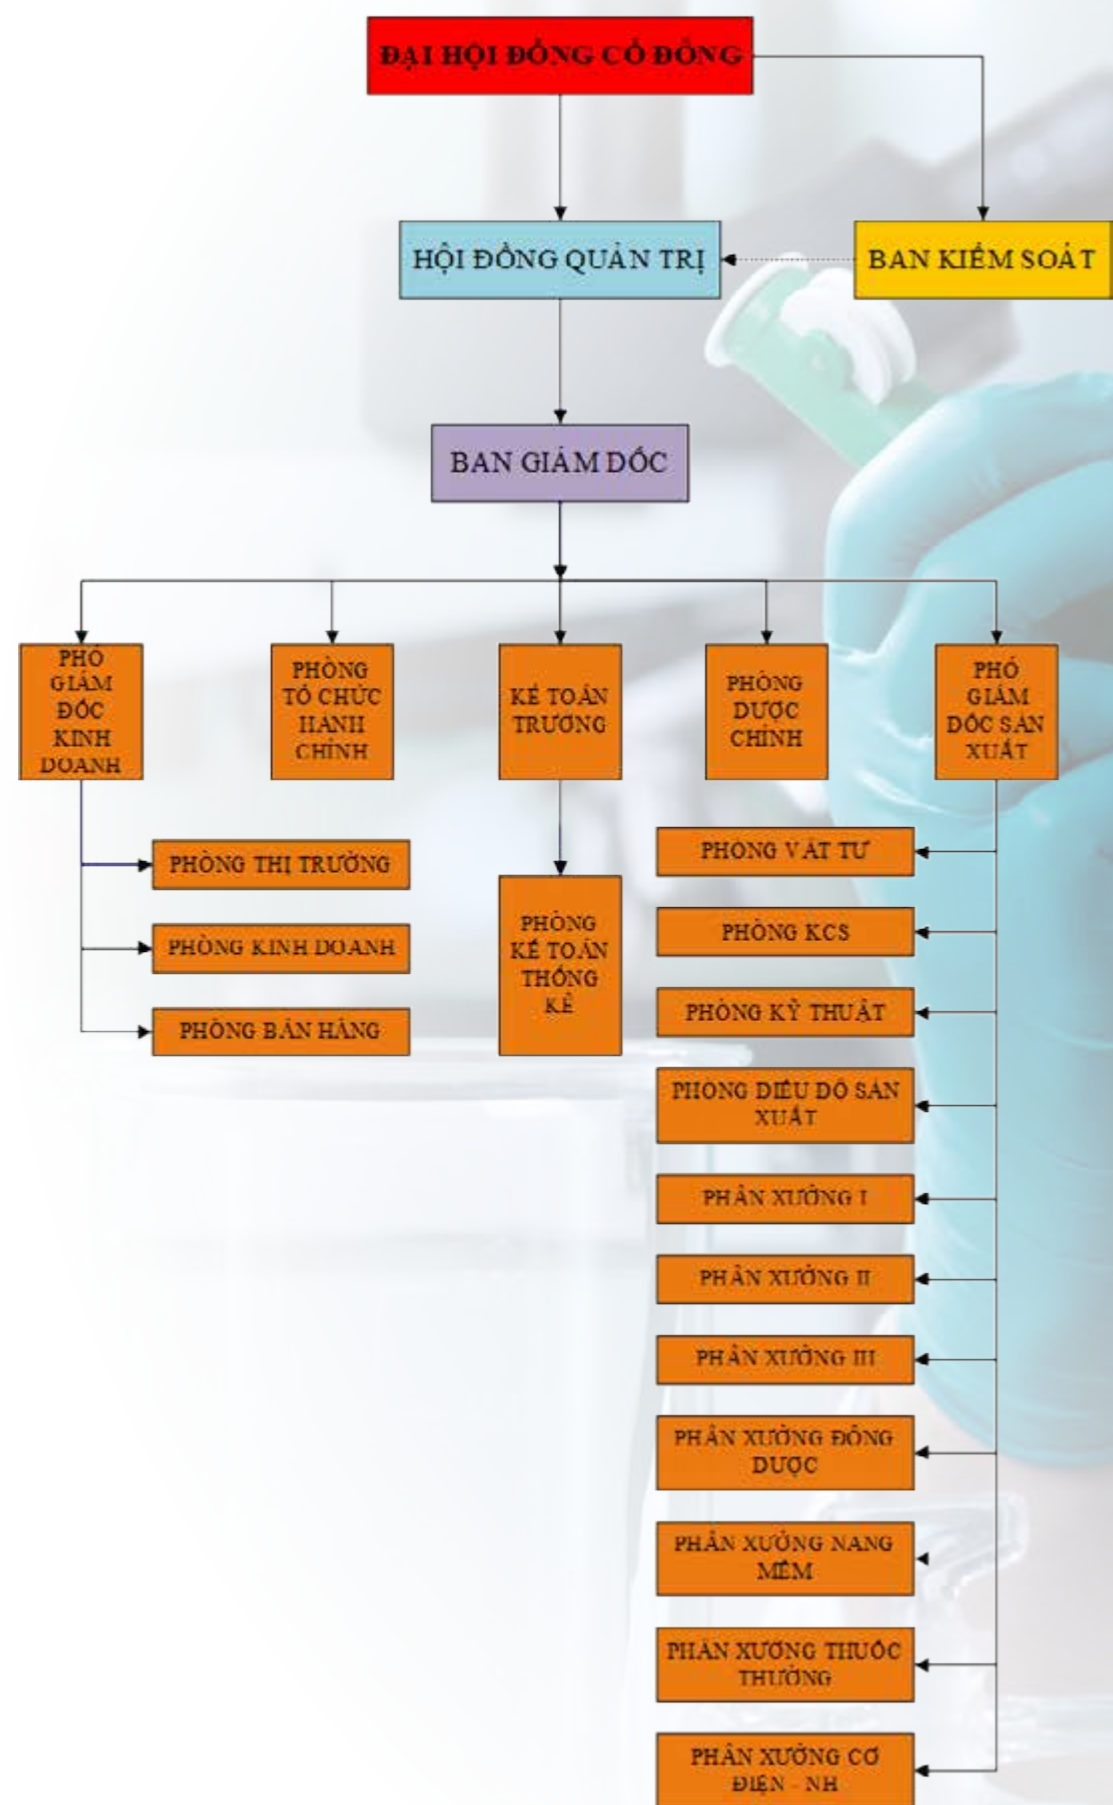 ĐẠI HỘI ĐỒNG CỔ ĐÔNG
HỘI ĐỒNG QUẢN TRỊ
BAN KIỂM SOÁT
BAN GIÁM ĐỐC
PHÓ
GIÁM
ĐỐC
KINH
DOANH
PHÒNG
TỔ CHỨC
HÀNH
CHÍNH
KẾ TOÁN
TRƯỞNG
PHÒNG
DƯỢC
CHÍNH
PHÓ
GIÁM
ĐỐC SẢN
XUẤT
PHÒNG THỊ TRƯỜNG
PHÒNG KINH DOANH
PHÒNG BÁN HÀNG
PHÒNG
KẾ TOÁN
THỐNG
KÊ
PHÒNG VẬT TƯ
PHÒNG KCS
PHÒNG KỸ THUẬT
PHÒNG ĐIỀU ĐỘ SẢN
XUẤT
PHÂN XƯỞNG I
PHÂN XƯỞNG II
PHÂN XƯỞNG III
PHÂN XƯỞNG ĐÔNG
DƯỢC
PHÂN XƯỞNG NANG
MỀM
PHÂN XƯỞNG THUỐC
THƯỜNG
PHÂN XƯỞNG CƠ
ĐIỆN - NH